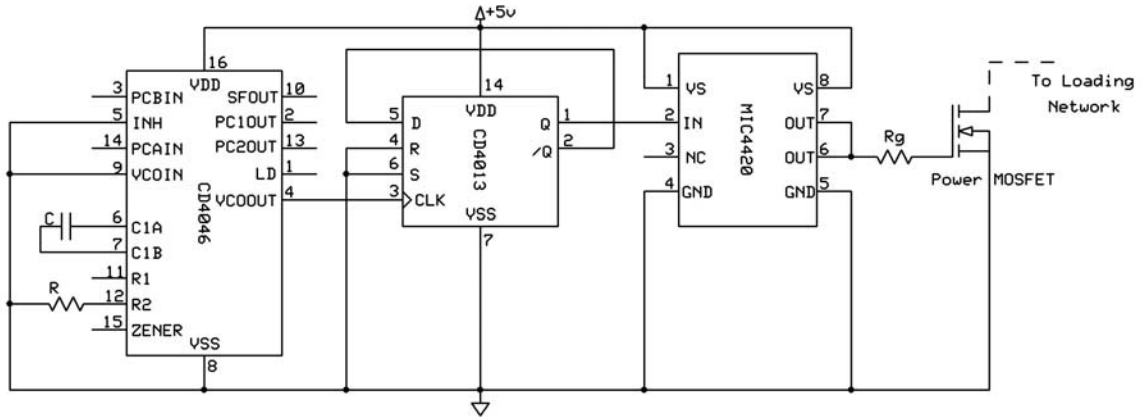 +5v
16
VDD
3 PCBIN
5 INH
14 PCAIN
9 VCOIN
6 C1A
7 C1B
11 R1
12 R2
15 ZENER
VSS
8
SFOUT 10
PC1OUT 2
PC2OUT 13
LD 1
VCOOUT 4
CD4046
C
R
14
VDD
5 D
4 R
6 S
3 CLK
Q 1
/Q 2
CD4013
VSS
7
1 VS
2 IN
3 NC
4 GND
VS 8
OUT 7
OUT 6
GND 5
MIC4420
Rg
To Loading
Network
Power MOSFET